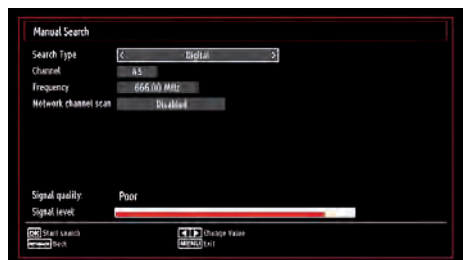 Manual Search
Search Type < Digital >
Channel 45
Frequency 666.00 MHz
Network channel scan Disabled
Signal quality: Poor
Signal level:
OK Start search Change Value
Back MENU Exit